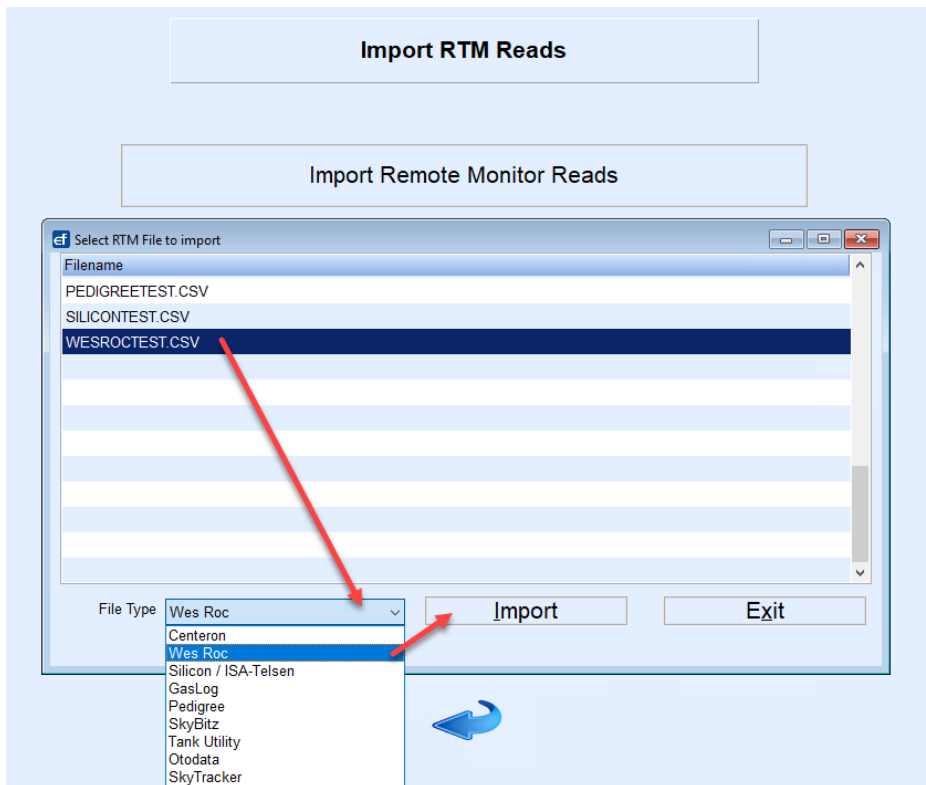 Import RTM Reads
Import Remote Monitor Reads
ef Select RTM File to import
Filename
PEDIGREETEST.CSV
SILICONTEST.CSV
WESROCTEST.CSV
File Type Wes Roc Import Exit
Centeron
Wes Roc
Silicon / ISA-Telsen
GasLog
Pedigree
SkyBitz
Tank Utility
Otodata
SkyTracker